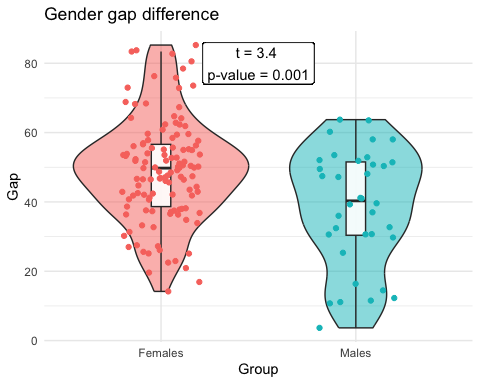 Gender gap difference
t = 3.4
p-value = 0.001
80
60
40
20
0
Gap
Females
Males
Group